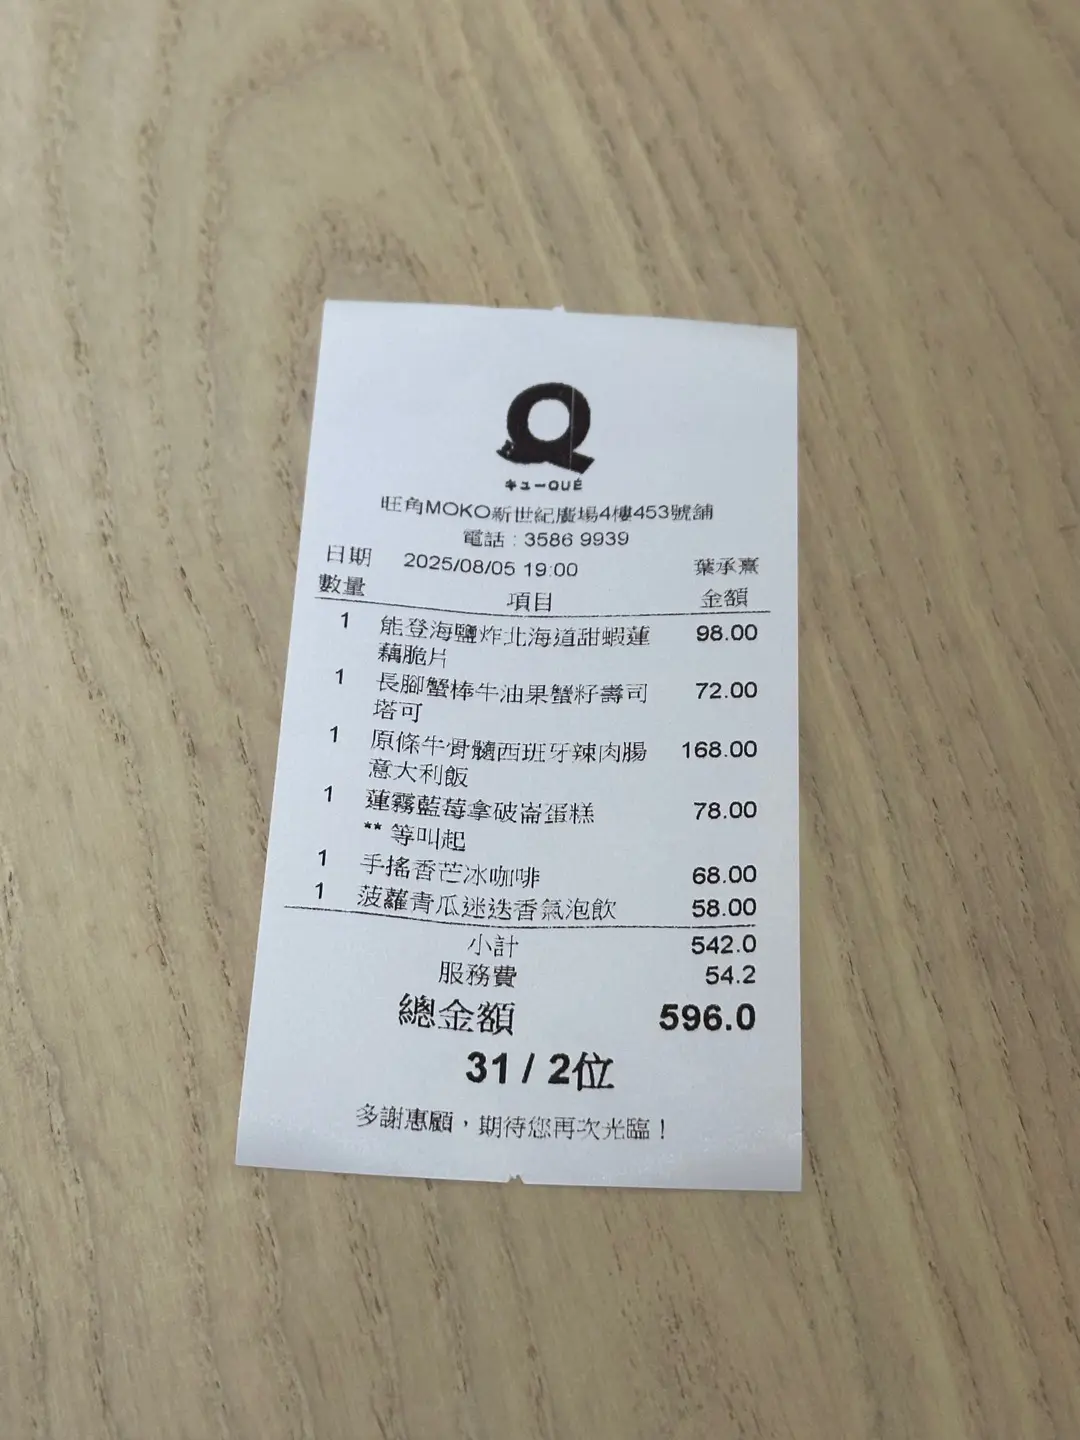 Q
キューQUÉ
旺角MOKO新世紀廣場4樓453號舖
電話：3586 9939
日期 2025/08/05 19:00 葉承熹
數量 項目 金額
1 能登海鹽炸北海道甜蝦蓮 98.00
藕脆片
1 長腳蟹棒牛油果蟹籽壽司 72.00
塔可
1 原條牛骨髓西班牙辣肉腸 168.00
意大利飯
1 蓮霧藍莓拿破崙蛋糕 78.00
** 等叫起
1 手搖香芒冰咖啡 68.00
1 菠蘿青瓜迷迭香氣泡飲 58.00
小計 542.0
服務費 54.2
總金額 596.0
31 / 2位
多謝惠顧，期待您再次光臨！